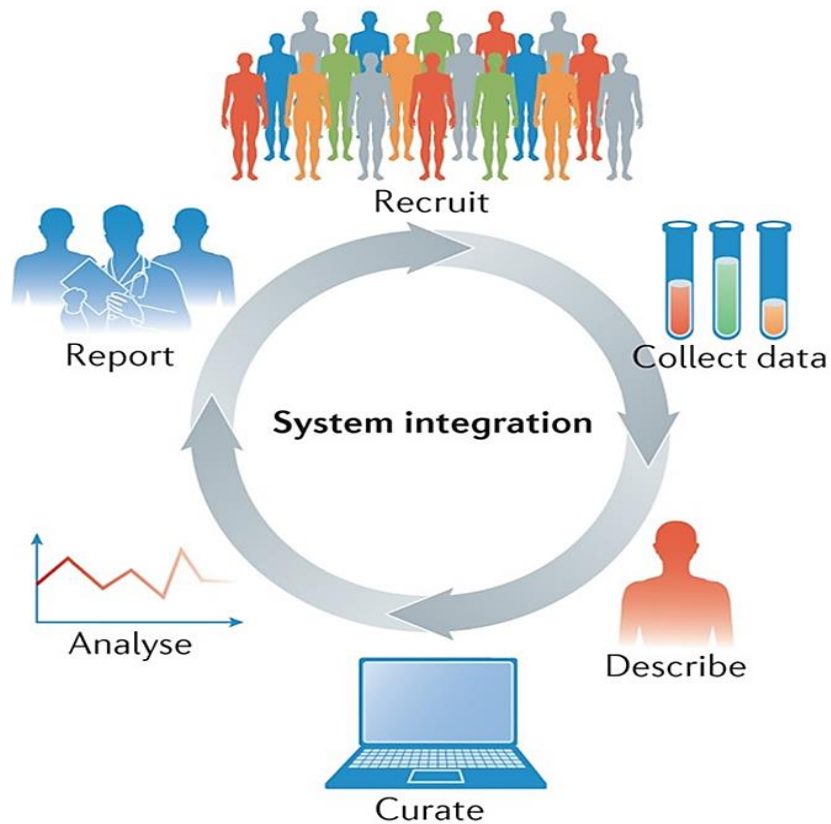 Recruit
Collect data
Describe
Curate
Analyse
Report
System integration